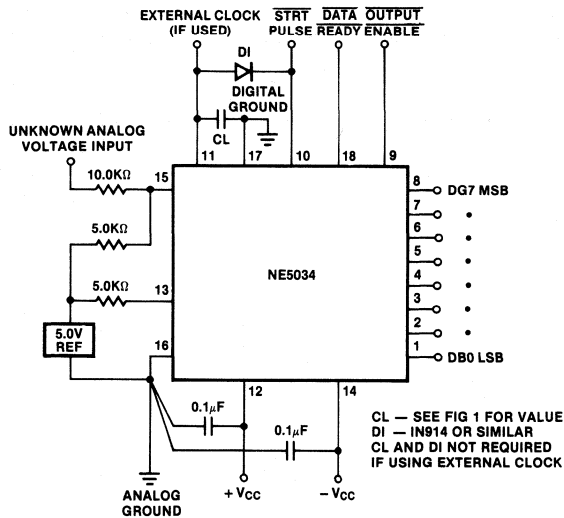 EXTERNAL CLOCK
(IF USED)
STRT
PULSE
DATA
READY
OUTPUT
ENABLE
DI
DIGITAL
GROUND
CL
UNKNOWN ANALOG
VOLTAGE INPUT
11
17
10
18
9
10.0KΩ
15
5.0KΩ
5.0KΩ
13
5.0V
REF
16
NE5034
8
DG7 MSB
7
6
5
4
3
2
1
DB0 LSB
12
14
0.1μF
0.1μF
ANALOG
GROUND
+VCC
-VCC
CL — SEE FIG 1 FOR VALUE
DI — IN914 OR SIMILAR
CL AND DI NOT REQUIRED
IF USING EXTERNAL CLOCK